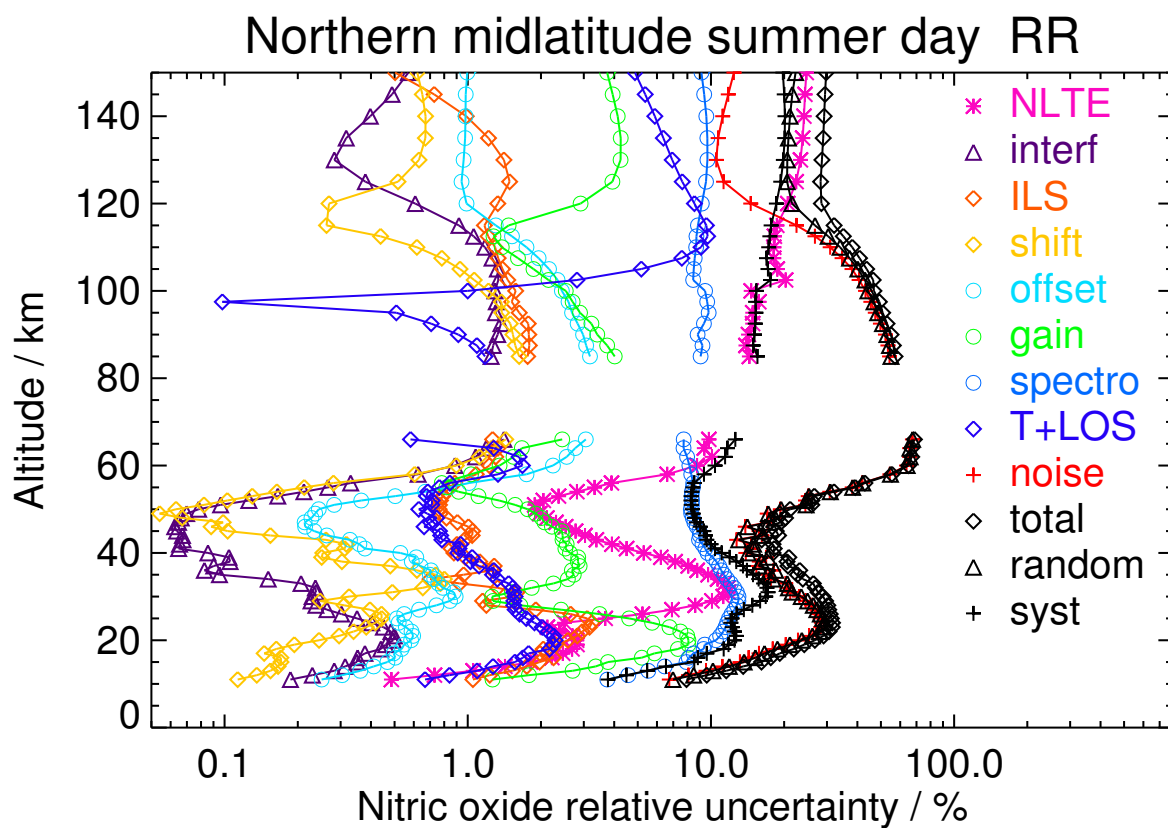 Northern midlatitude summer day RR
NLTE
interf
ILS
shift
offset
gain
spectro
T+LOS
noise
total
random
syst
140
120
100
80
60
40
20
0
Altitude / km
0.1 1.0 10.0 100.0
Nitric oxide relative uncertainty / %